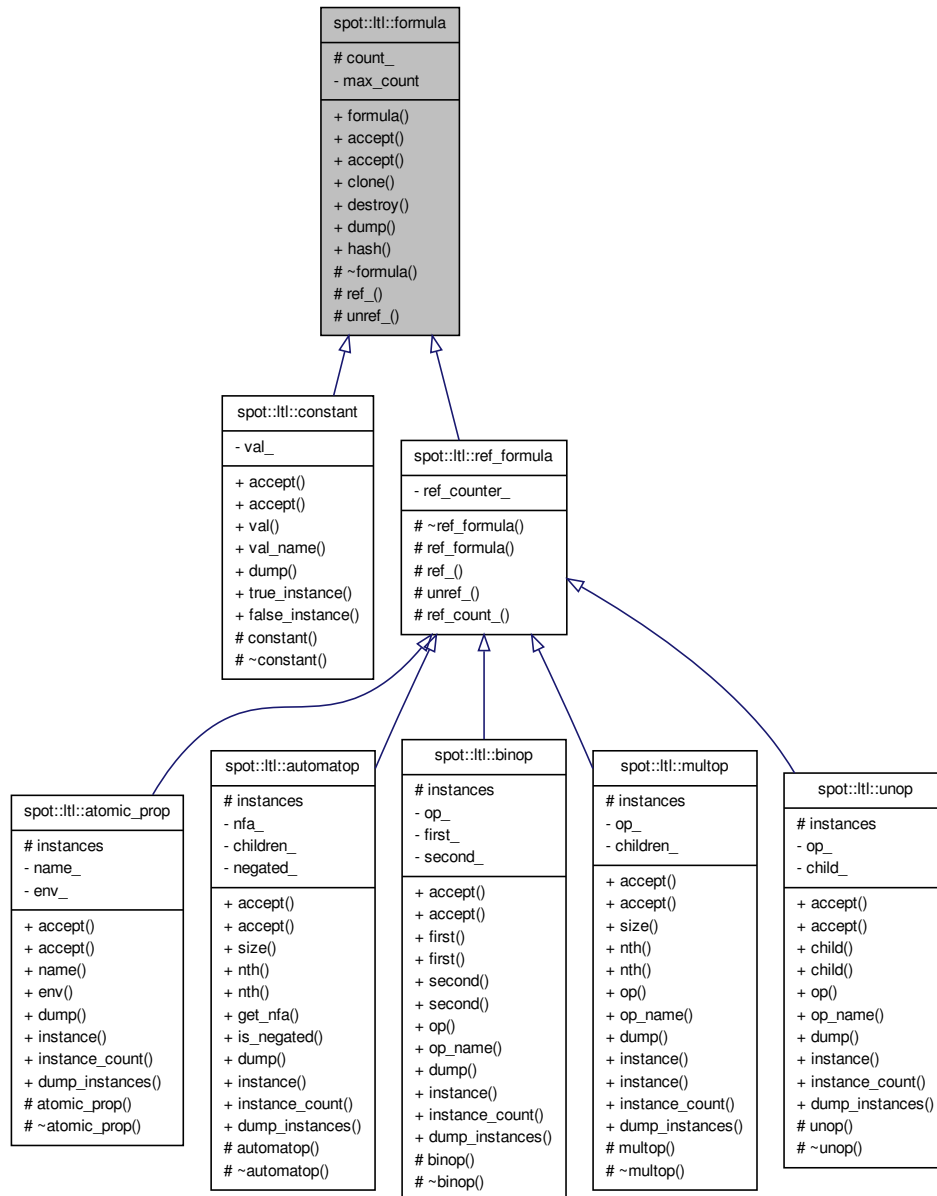 spot::ltl::formula
# count_
- max_count
+ formula()
+ accept()
+ accept()
+ clone()
+ destroy()
+ dump()
+ hash()
# ~formula()
# ref_()
# unref_()
spot::ltl::constant
- val_
+ accept()
+ accept()
+ val()
+ val_name()
+ dump()
+ true_instance()
+ false_instance()
# constant()
# ~constant()
spot::ltl::ref_formula
- ref_counter_
# ~ref_formula()
# ref_formula()
# ref_()
# unref_()
# ref_count_()
spot::ltl::atomic_prop
# instances
- name_
- env_
+ accept()
+ accept()
+ name()
+ env()
+ dump()
+ instance()
+ instance_count()
+ dump_instances()
# atomic_prop()
# ~atomic_prop()
spot::ltl::automatop
# instances
- nfa_
- children_
- negated_
+ accept()
+ accept()
+ size()
+ nth()
+ nth()
+ get_nfa()
+ is_negated()
+ dump()
+ instance()
+ instance_count()
+ dump_instances()
# automatop()
# ~automatop()
spot::ltl::binop
# instances
- op_
- first_
- second_
+ accept()
+ accept()
+ first()
+ first()
+ second()
+ second()
+ op()
+ op_name()
+ dump()
+ instance()
+ instance_count()
+ dump_instances()
# binop()
# ~binop()
spot::ltl::multop
# instances
- op_
- children_
+ accept()
+ accept()
+ size()
+ nth()
+ nth()
+ op()
+ op_name()
+ dump()
+ instance()
+ instance()
+ instance_count()
+ dump_instances()
# multop()
# ~multop()
spot::ltl::unop
# instances
- op_
- child_
+ accept()
+ accept()
+ child()
+ child()
+ op()
+ op_name()
+ dump()
+ instance()
+ instance_count()
+ dump_instances()
# unop()
# ~unop()